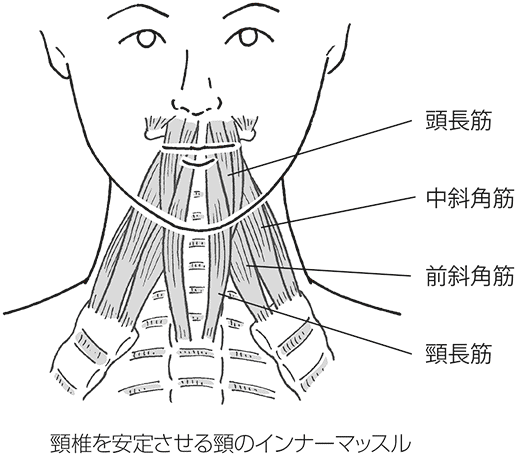 頭長筋
中斜角筋
前斜角筋
頸長筋
頸椎を安定させる頸のインナーマッスル